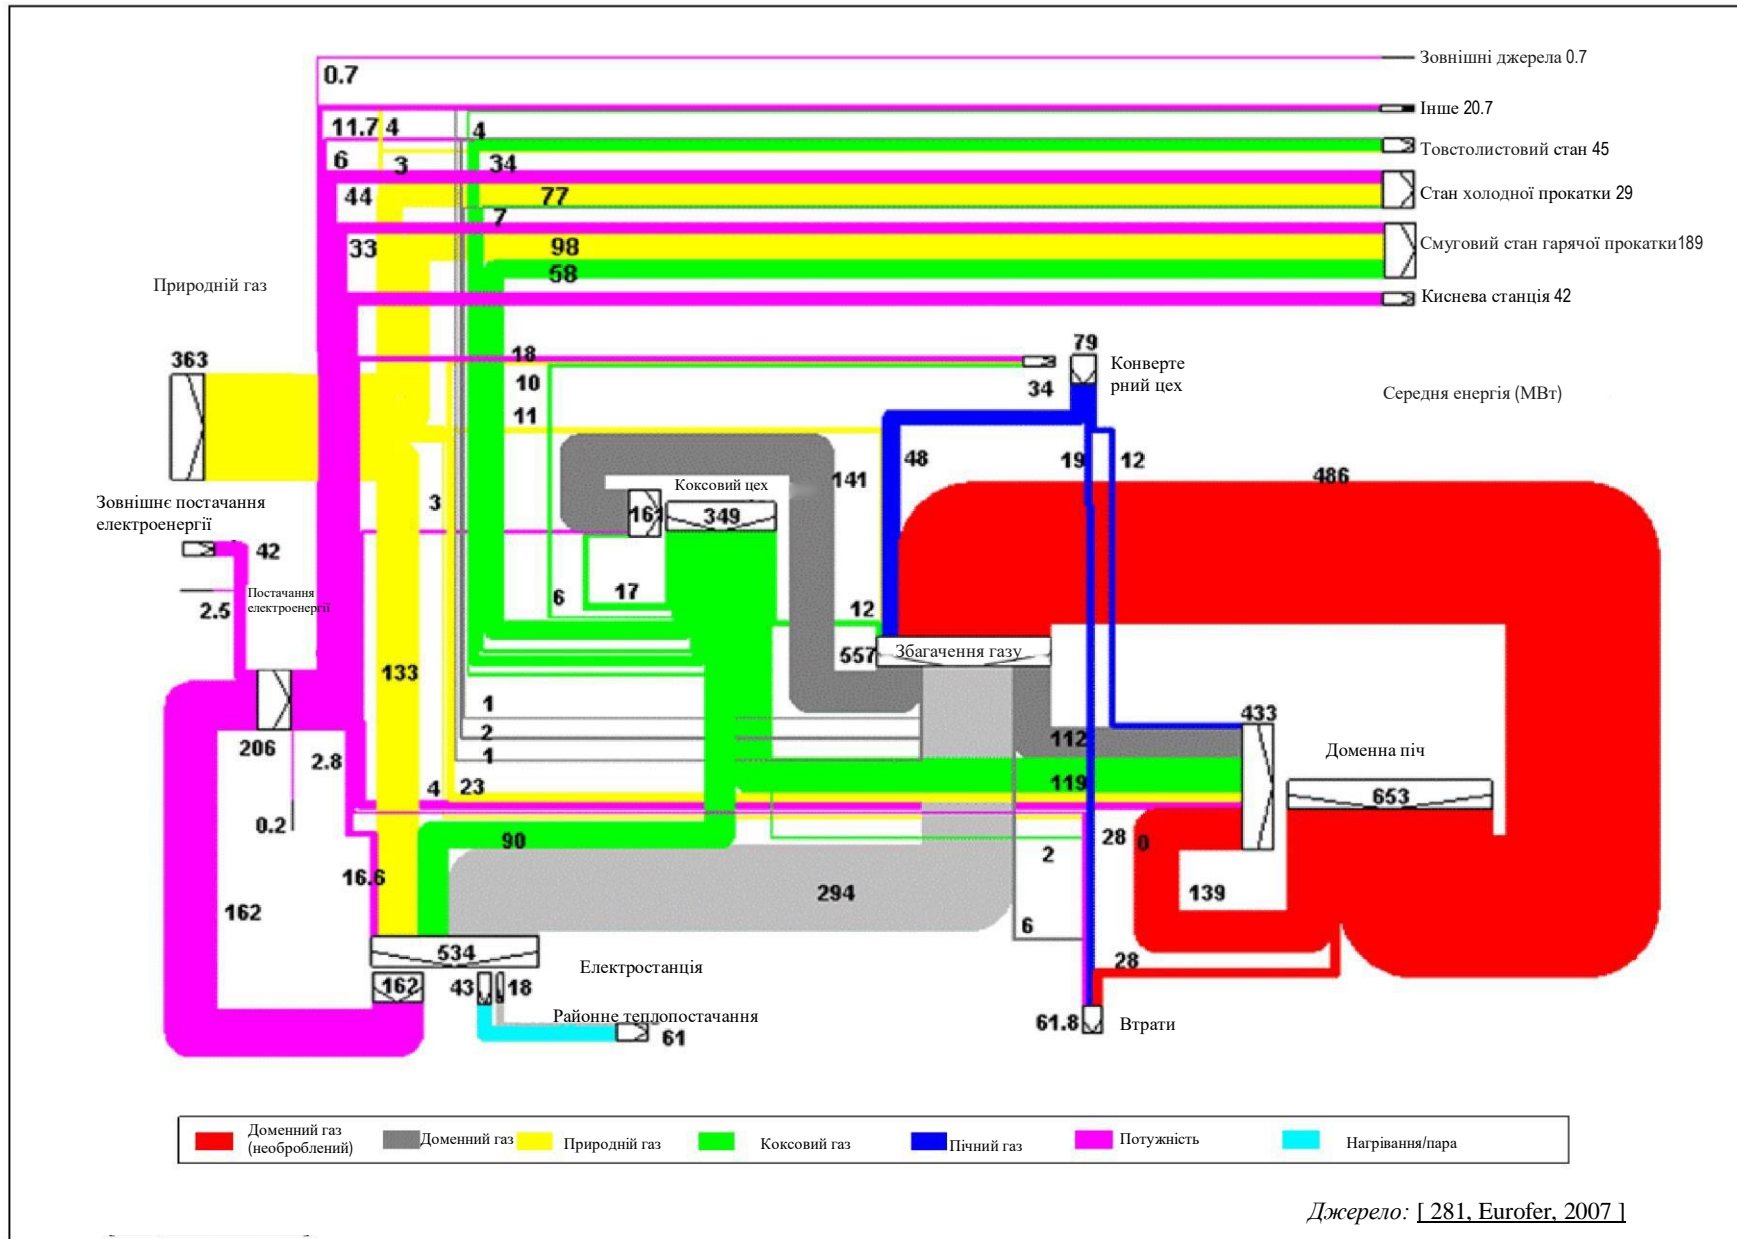 0.7
Зовнішні джерела 0.7
11.7 4
4
Інше 20.7
6
3
34
Товстолистовий стан 45
44
77
Стан холодної прокатки 29
7
33
98
Смуговий стан гарячої прокатки189
58
Природній газ
Киснева станція 42
363
18
79
10
34
Конверте
рний цех
Середня енергія (МВт)
11
48
19
12
486
141
Коксовий цех
Зовнішнє постачання
електроенергії
3
161
349
42
Постачання
електроенергії
2.5
6
17
12
557
Збагачення газу
133
1
433
206
2.8
2
112
Доменна піч
1
4
23
119
653
0.2
90
2
28
0
16.6
294
139
162
6
534
Електростанція
28
162
43
18
Районне теплопостачання
61
61.8
Втрати
Доменний газ
(необроблений)
Доменний газ
Природній газ
Коксовий газ
Пічний газ
Потужність
Нагрівання/пара
Джерело: [ 281, Eurofer, 2007 ]